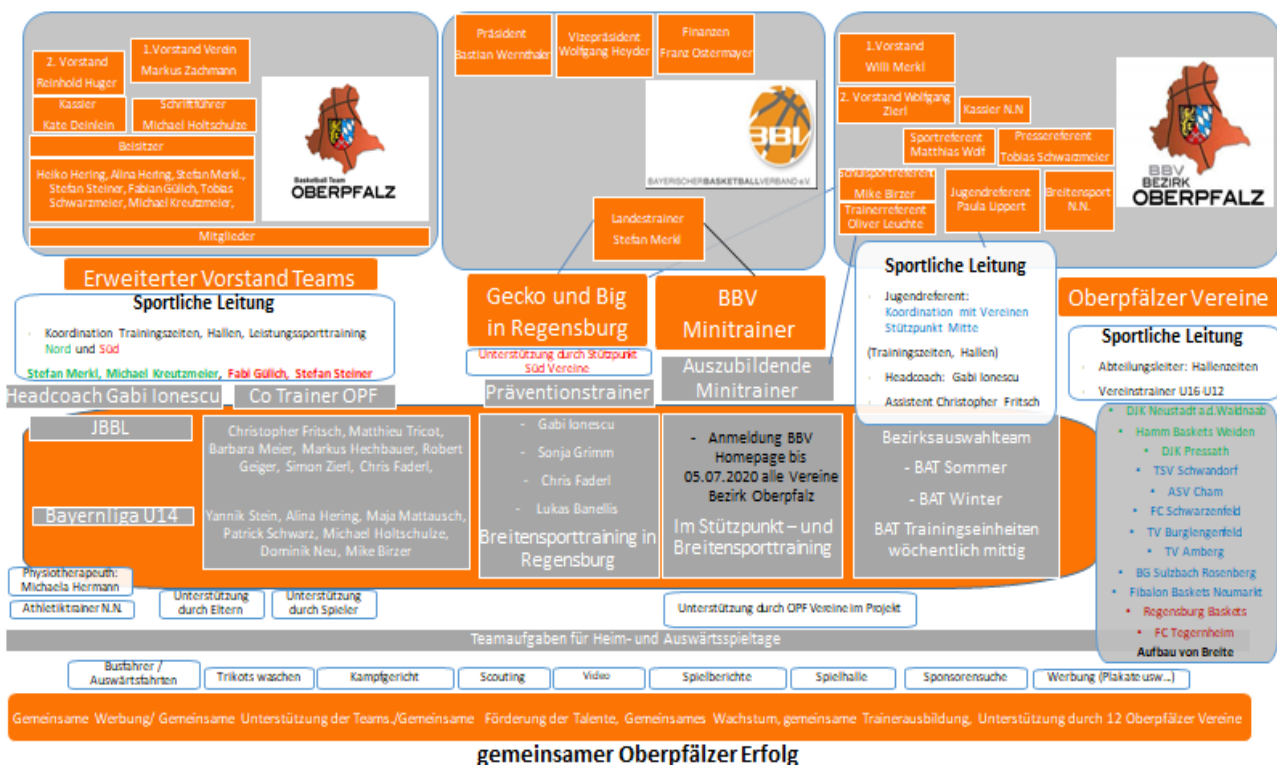 2. Vorstand
Reinhold Huger
1.Vorstand Verein
Markus Zachmann
Kassier
Kate Deinlein
Schriftführer
Michael Holtschulze
Beisitzer
Heiko Hering, Alina Hering, Stefan Merkl.,
Stefan Steiner, Fabian Gülich, Tobias
Schwarzmeier, Michael Kreutzmeier,
Mitglieder
Basketball Team
OBERPFALZ
Präsident
Bastian Wernthaler
Vizepräsident
Wolfgang Heyder
Finanzen
Franz Ostermayer
BBV
BAYERISCHER BASKETBALL VERBAND e.V.
Landestrainer
Stefan Merkl
1.Vorstand
Willi Merkl
2. Vorstand Wolfgang
Zierl
Kassier N.N
Sportreferent
Matthias Wolf
Pressereferent
Tobias Schwarzmeier
Schulsportreferent
Mike Birzer
Trainerreferent
Oliver Leuchte
Jugendreferent
Paula Lippert
Breitensport
N.N.
BBV
BEZIRK
OBERPFALZ
Erweiterter Vorstand Teams
Sportliche Leitung
Koordination Trainingszeiten, Hallen, Leistungssporttraining
Nord und Süd
Stefan Merkl, Michael Kreutzmeier, Fabi Gülich, Stefan Steiner
Headcoach Gabi Ionescu
Co Trainer OPF
Gecko und Big
in Regensburg
Unterstützung durch Stützpunkt
Süd Vereine
Präventionstrainer
BBV
Minitrainer
Auszubildende
Minitrainer
Sportliche Leitung
Jugendreferent:
Koordination mit Vereinen
Stützpunkt Mitte
(Trainingszeiten, Hallen)
Headcoach: Gabi Ionescu
Assistent Christopher Fritsch
Oberpfälzer Vereine
Sportliche Leitung
Abteilungsleiter: Hallenzeiten
Vereinstrainer U16-U12
JBBL
Bayernliga U14
Christopher Fritsch, Matthieu Tricot,
Barbara Meier, Markus Hechbauer, Robert
Geiger, Simon Zierl, Chris Faderl,
Yannik Stein, Alina Hering, Maja Mattausch,
Patrick Schwarz, Michael Holtschulze,
Dominik Neu, Mike Birzer
- Gabi Ionescu
- Sonja Grimm
- Chris Faderl
- Lukas Banellis
Breitensporttraining in
Regensburg
- Anmeldung BBV
Homepage bis
05.07.2020 alle Vereine
Bezirk Oberpfalz
Im Stützpunkt – und
Breitensporttraining
Bezirksauswahlteam
- BAT Sommer
- BAT Winter
BAT Trainingseinheiten
wöchentlich mittig
• DJK Neustadt a.d.Waldnaab
• Hamm Baskets Weiden
• DJK Pressath
• TSV Schwandorf
• ASV Cham
• FC Schwarzenfeld
• TV Burglengenfeld
• TV Amberg
• BG Sulzbach Rosenberg
• Fibalon Baskets Neumarkt
• Regensburg Baskets
• FC Tegernheim
Aufbau von Breite
Physiotherapeuth:
Michaela Hermann
Athletiktrainer N.N.
Unterstützung
durch Eltern
Unterstützung
durch Spieler
Unterstützung durch OPF Vereine im Projekt
Teamaufgaben für Heim- und Auswärtsspieltage
Busfahrer /
Auswärtsfahrten
Trikots waschen
Kampfgericht
Scouting
Video
Spielberichte
Spielhalle
Sponsorensuche
Werbung (Plakate usw...)
Gemeinsame Werbung/ Gemeinsame Unterstützung der Teams./Gemeinsame Förderung der Talente, Gemeinsames Wachstum, gemeinsame Trainerausbildung, Unterstützung durch 12 Oberpfälzer Vereine
gemeinsamer Oberpfälzer Erfolg